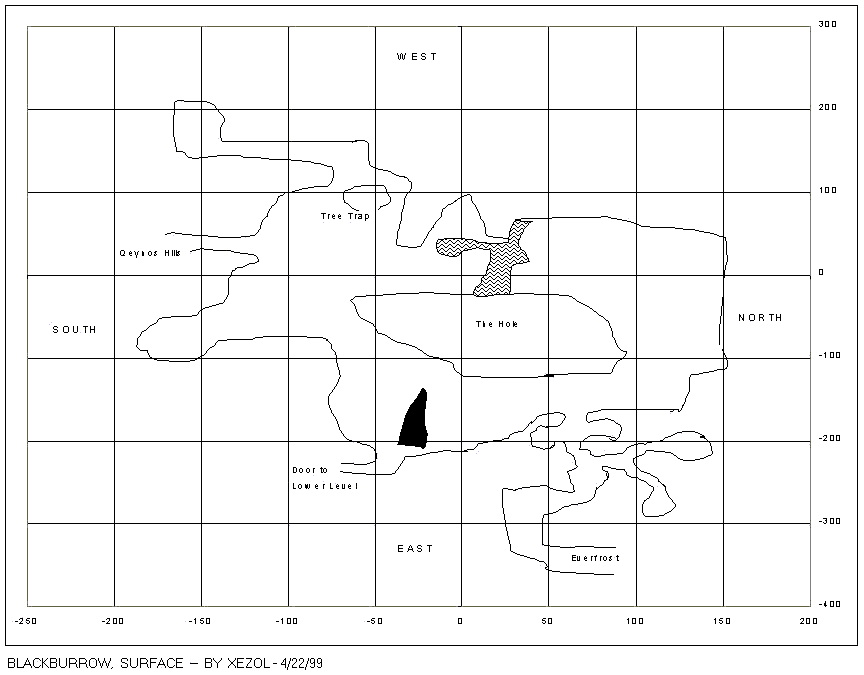 300
WEST
200
100
Tree Trap
Qeynos Hills
0
The Hole
SOUTH
NORTH
-100
-200
Door to
Lower Level
-300
EAST
Everfrost
-400
-250 -200 -150 -100 -50 0 50 100 150 200
BLACKBURROW, SURFACE – BY XEZOL - 4/22/99